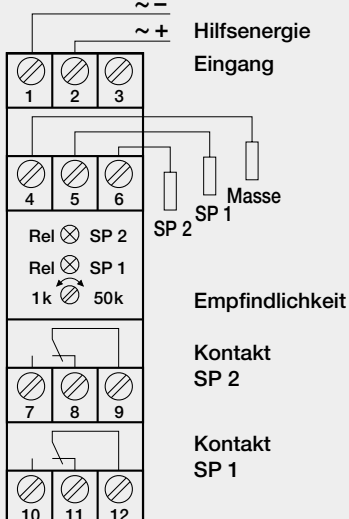 ~ –
~ + Hilfsenergie
Eingang
1 2 3
4 5 6
Masse
SP 1
SP 2
Rel SP 2
Rel SP 1
1k 50k Empfindlichkeit
Kontakt
SP 2
7 8 9
Kontakt
SP 1
10 11 12